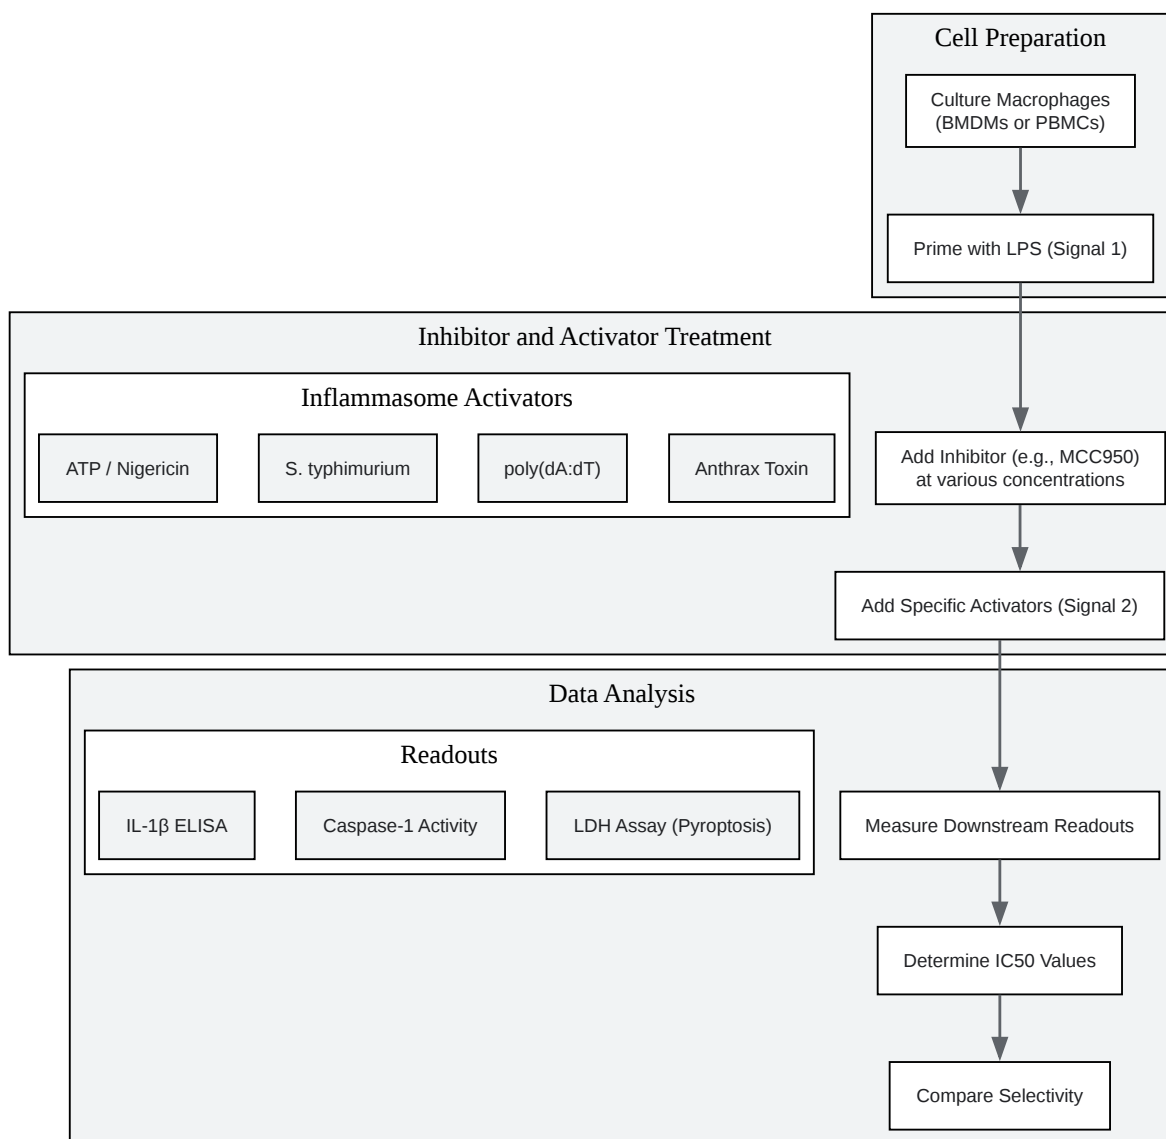 Cell Preparation
Culture Macrophages
(BMDMs or PBMCs)
Prime with LPS (Signal 1)
Inhibitor and Activator Treatment
Inflammasome Activators
ATP / Nigericin
S. typhimurium
poly(dA:dT)
Anthrax Toxin
Add Inhibitor (e.g., MCC950)
at various concentrations
Add Specific Activators (Signal 2)
Data Analysis
Readouts
IL-1β ELISA
Caspase-1 Activity
LDH Assay (Pyroptosis)
Measure Downstream Readouts
Determine IC50 Values
Compare Selectivity